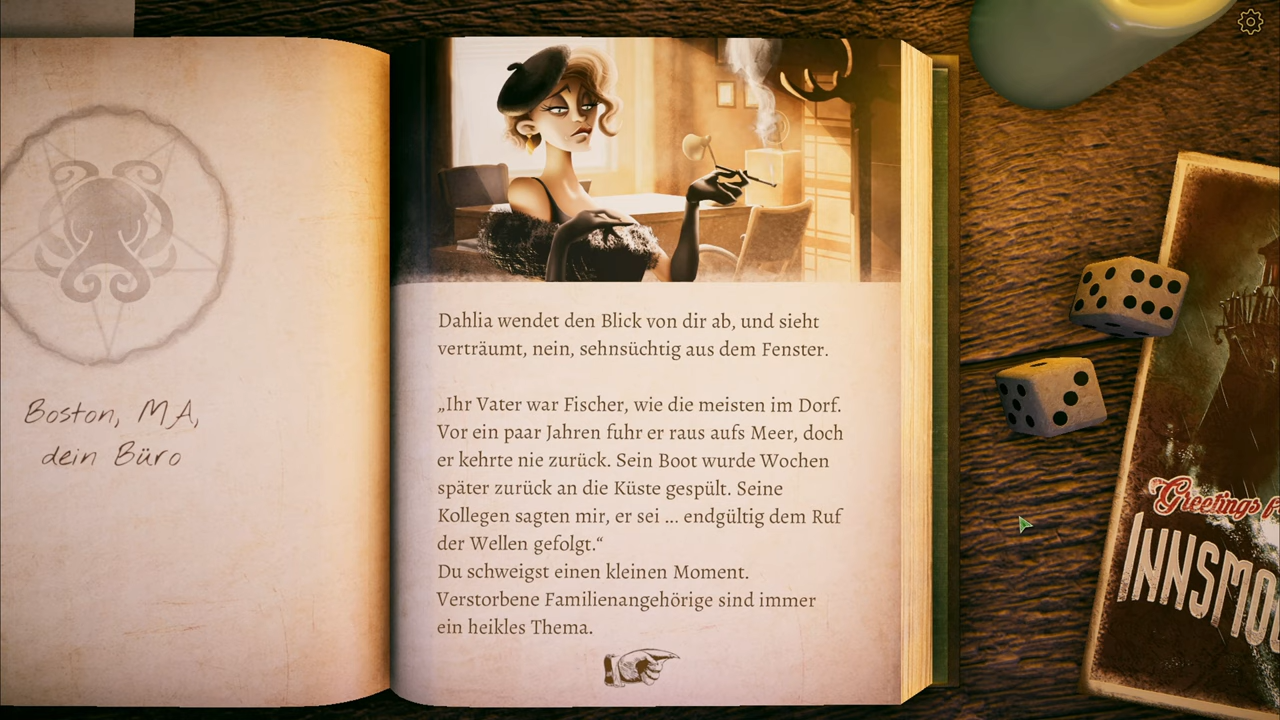 Boston, MA,
dein Büro
Dahlia wendet den Blick von dir ab, und sieht
verträumt, nein, sehnsüchtig aus dem Fenster.
„Ihr Vater war Fischer, wie die meisten im Dorf.
Vor ein paar Jahren fuhr er raus aufs Meer, doch
er kehrte nie zurück. Sein Boot wurde Wochen
später zurück an die Küste gespült. Seine
Kollegen sagten mir, er sei ... endgültig dem Ruf
der Wellen gefolgt.“
Du schweigst einen kleinen Moment.
Verstorbene Familienangehörige sind immer
ein heikles Thema.
Greetings